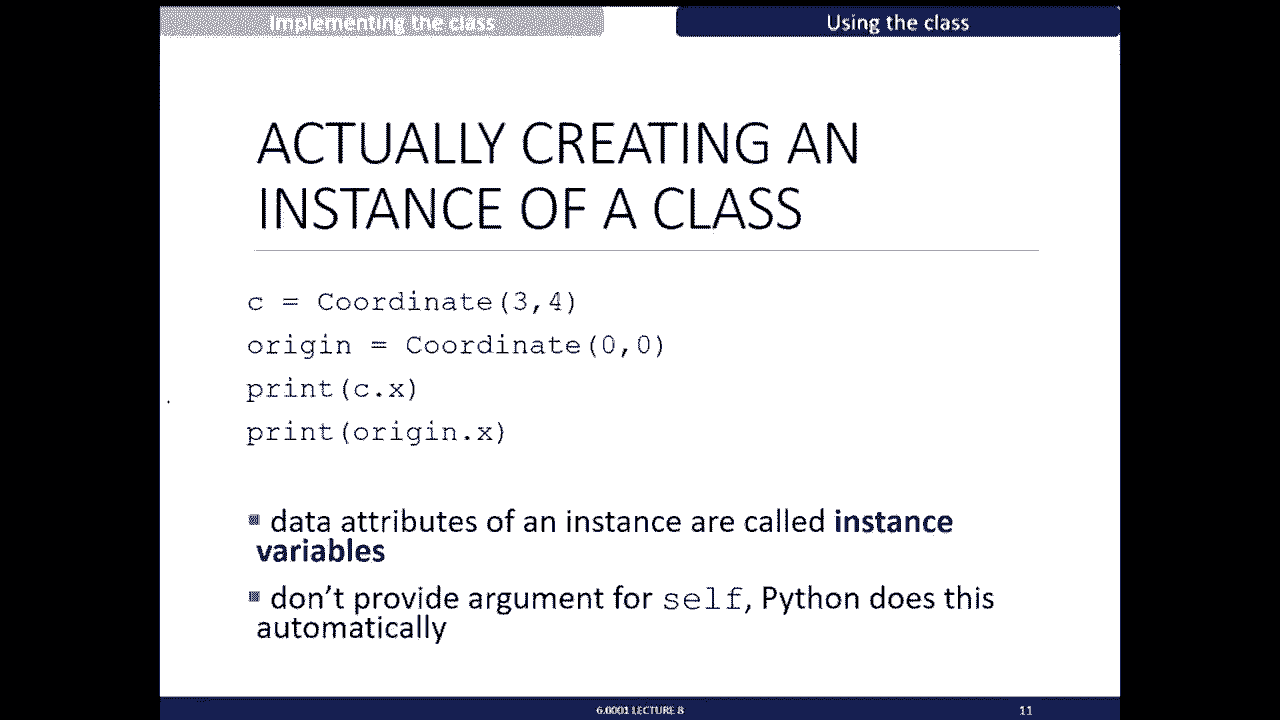 Implementing the class
Using the class
ACTUALLY CREATING AN
INSTANCE OF A CLASS
c = Coordinate(3,4)
origin = Coordinate(0,0)
print(c.x)
print(origin.x)
▪ data attributes of an instance are called instance
variables
▪ don't provide argument for self, Python does this
automatically
6.0001 LECTURE 8
11